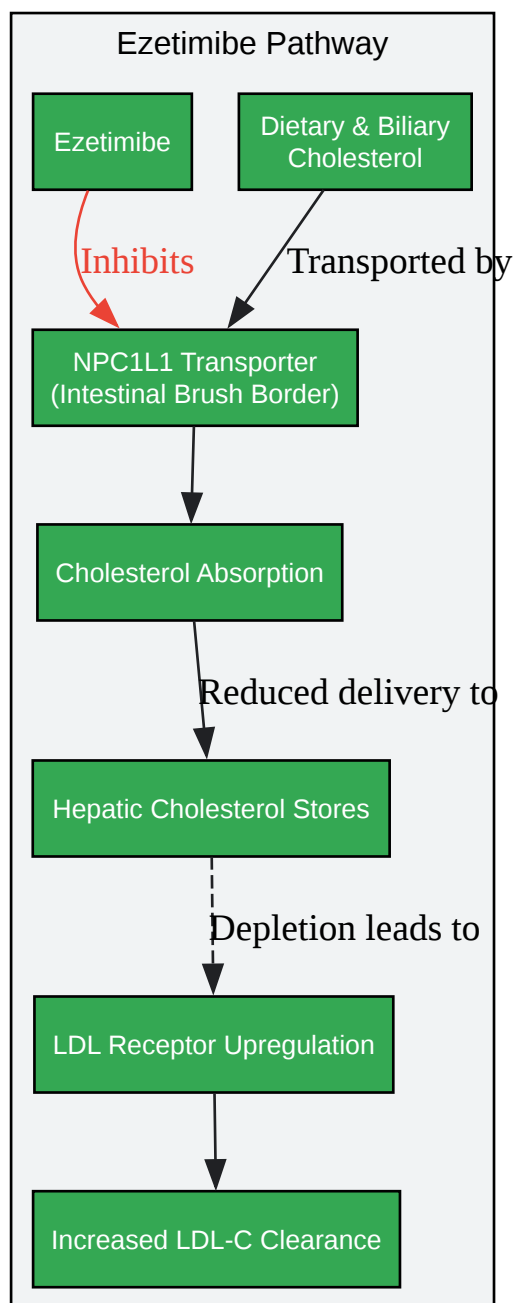 Ezetimibe Pathway
Ezetimibe
Dietary & Biliary
Cholesterol
Inhibits
Transported by
NPC1L1 Transporter
(Intestinal Brush Border)
Cholesterol Absorption
Reduced delivery to
Hepatic Cholesterol Stores
Depletion leads to
LDL Receptor Upregulation
Increased LDL-C Clearance